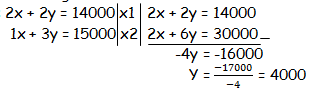 2x + 2y = 14000|x1| 2x + 2y = 14000
1x + 3y = 15000|x2| 2x + 6y = 30000 _
-4y = -16000
Y = -17000/-4 = 4000